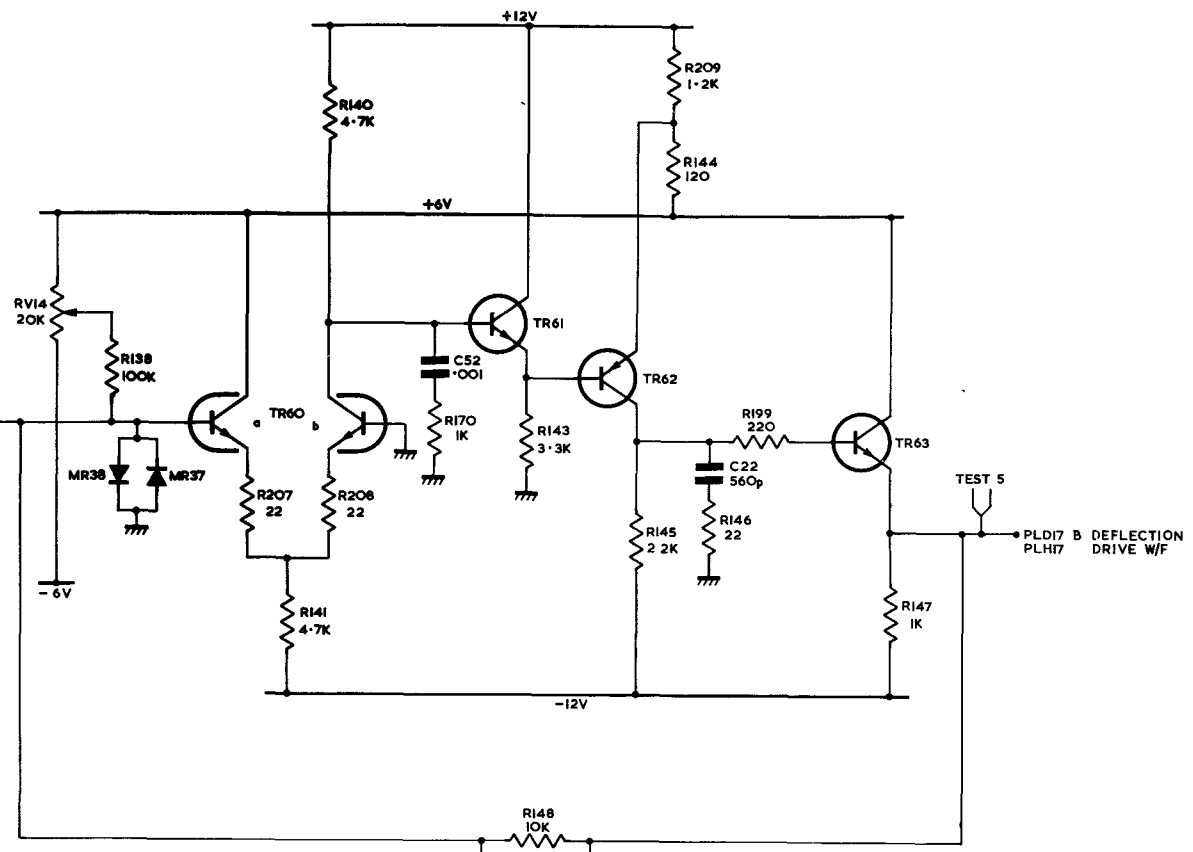 +12V
R209
1·2K
R140
4·7K
R144
120
+6V
RV14
20K
R138
100K
TR61
C52
·001
TR60
a
b
TR62
R170
1K
R143
3·3K
R199
220
TR63
MR38
MR37
R207
22
R208
22
C22
560p
TEST 5
R145
2 2K
R146
22
PLD17 B DEFLECTION
PLH17 DRIVE W/F
-6V
R141
4·7K
R147
1K
-12V
R148
10K